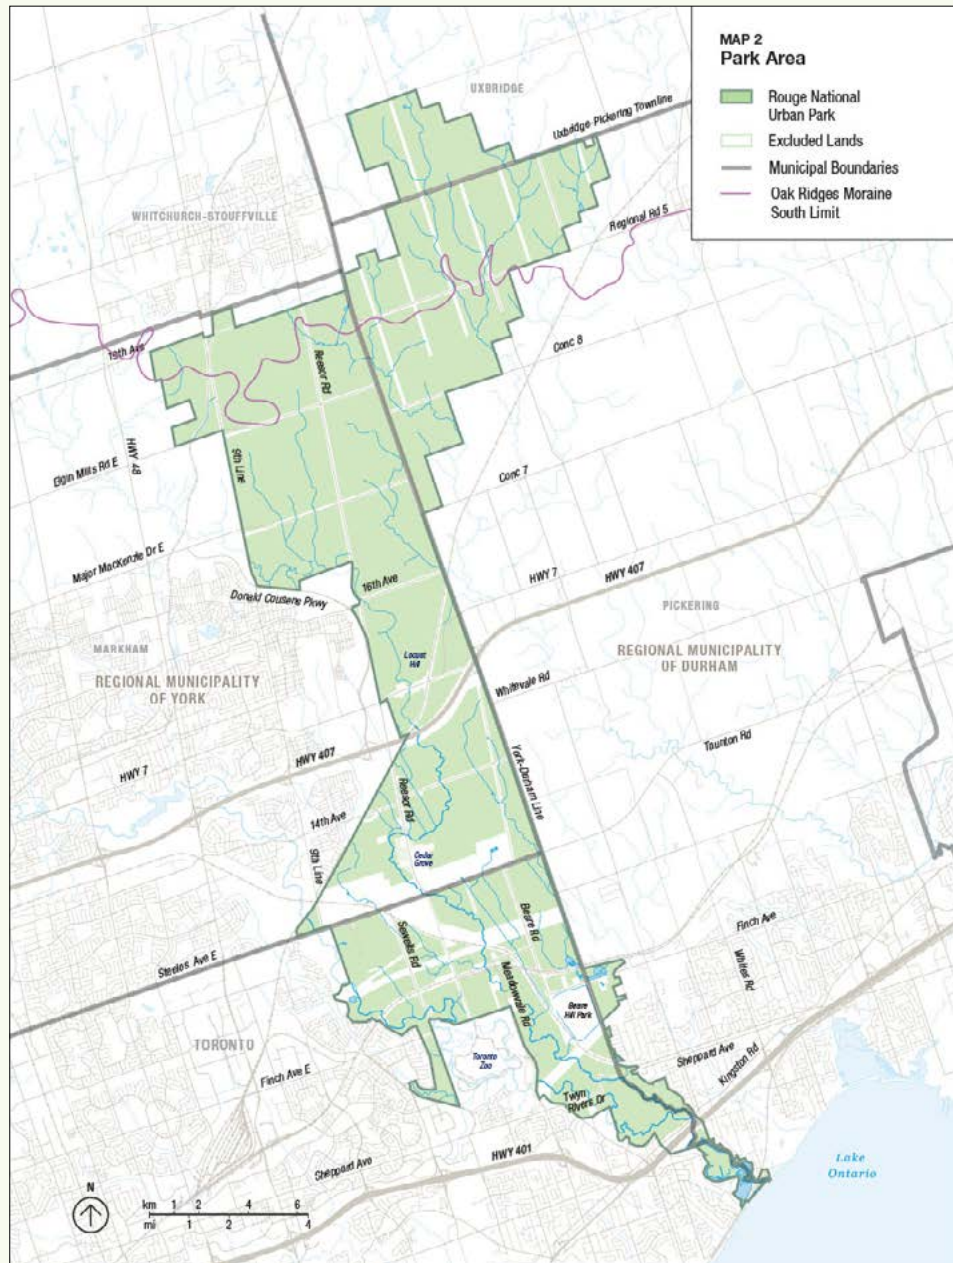 MAP 2
Park Area
Rouge National
Urban Park
Excluded Lands
Municipal Boundaries
Oak Ridges Moraine
South Limit
UXBRIDGE
Uxbridge-Pickering Townline
WHITCHURCH-STOUFFVILLE
Regional Rd 5
19th Ave
Reesor Rd
Conc 8
HWY 48
9th Line
Elgin Mills Rd E
Conc 7
Major MacKenzie Dr E
16th Ave
HWY 7
HWY 407
Donald Cousens Pkwy
PICKERING
MARKHAM
Locust
Hill
REGIONAL MUNICIPALITY
OF DURHAM
REGIONAL MUNICIPALITY
OF YORK
Whitevale Rd
Taunton Rd
HWY 407
HWY 7
York-Durham Line
Reesor Rd
14th Ave
9th Line
Cedar
Grove
Beare Rd
Finch Ave
Sewells Rd
Whites Rd
Steeles Ave E
Meadowvale Rd
Beare
Hill Park
TORONTO
Toronto
Zoo
Sheppard Ave
Kingston Rd
Finch Ave E
Twyn
Rivers Dr
HWY 401
Sheppard Ave
Lake
Ontario
N
km 1 2 4 6
mi 1 2 4